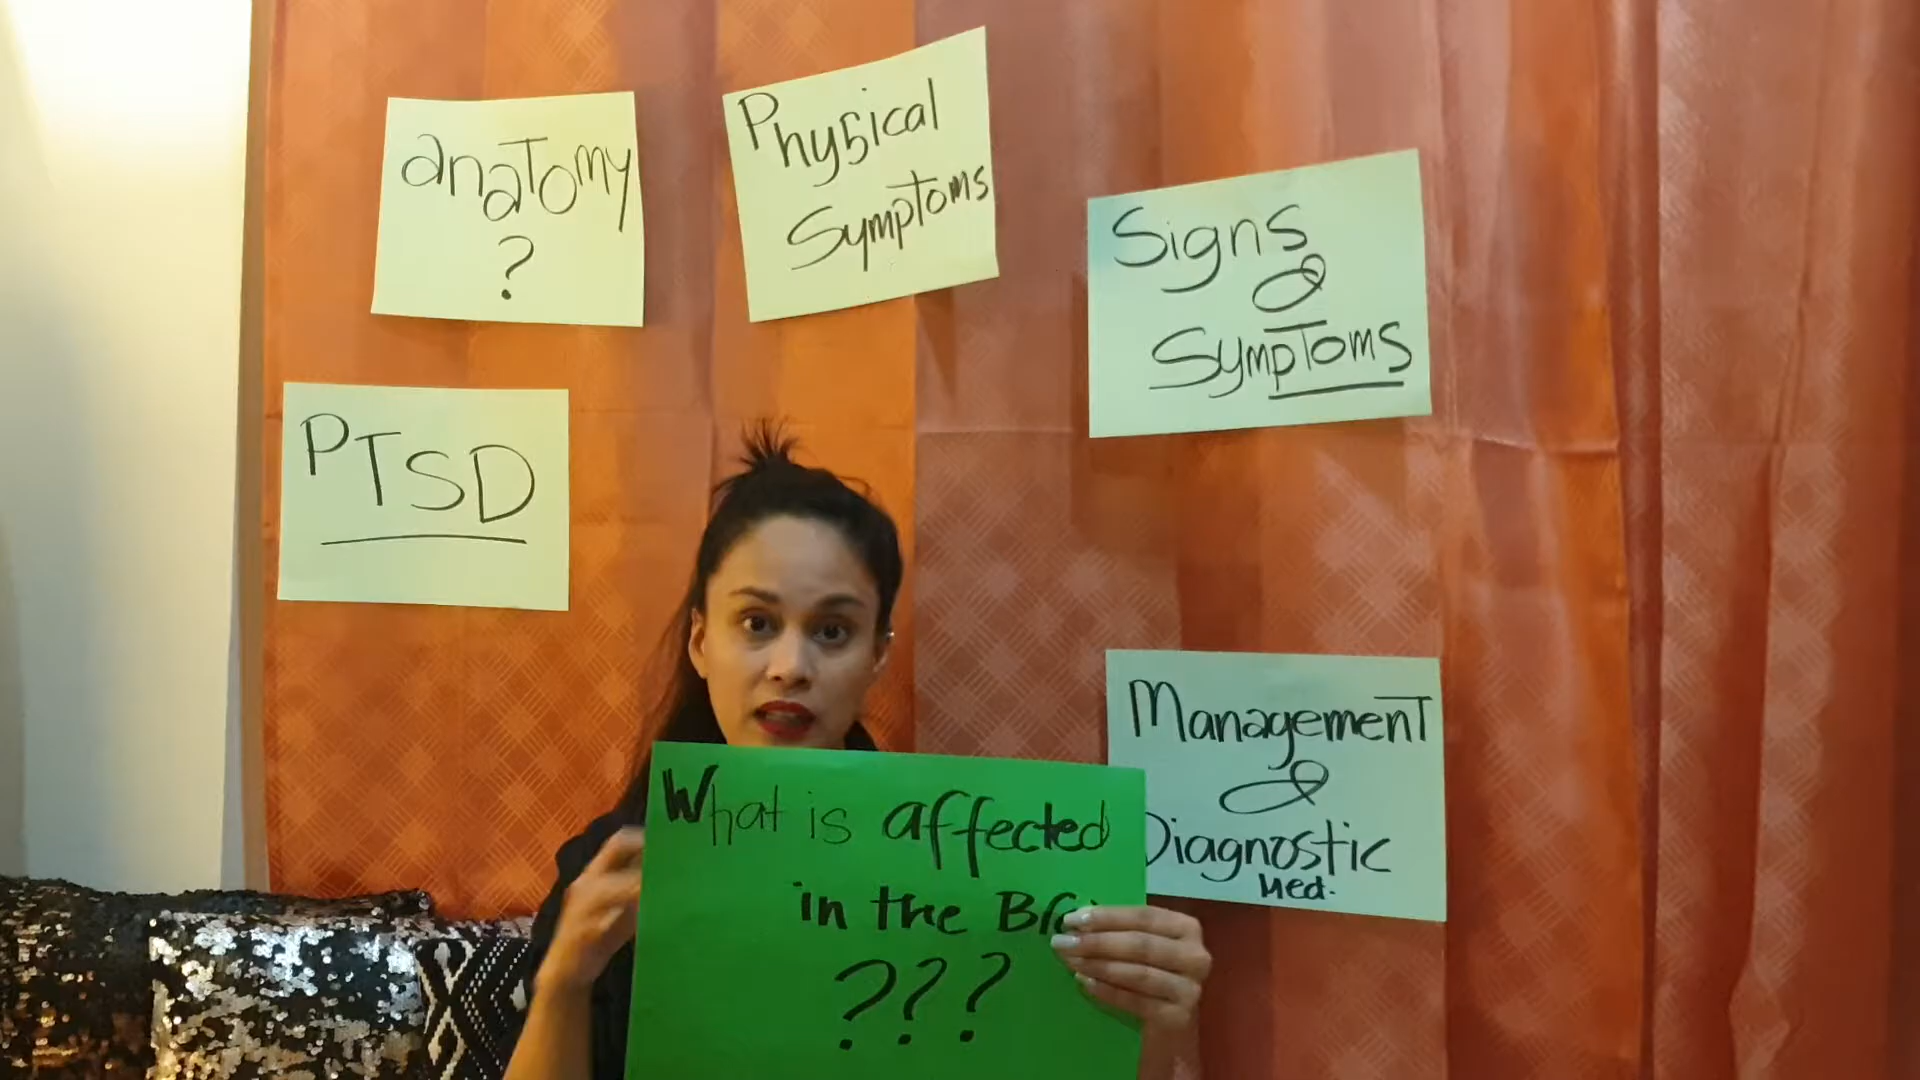 anatomy
?
Physical
Symptoms
Signs
&
Symptoms
PTSD
Management
&
Diagnostic
Med.
What is affected
in the
???